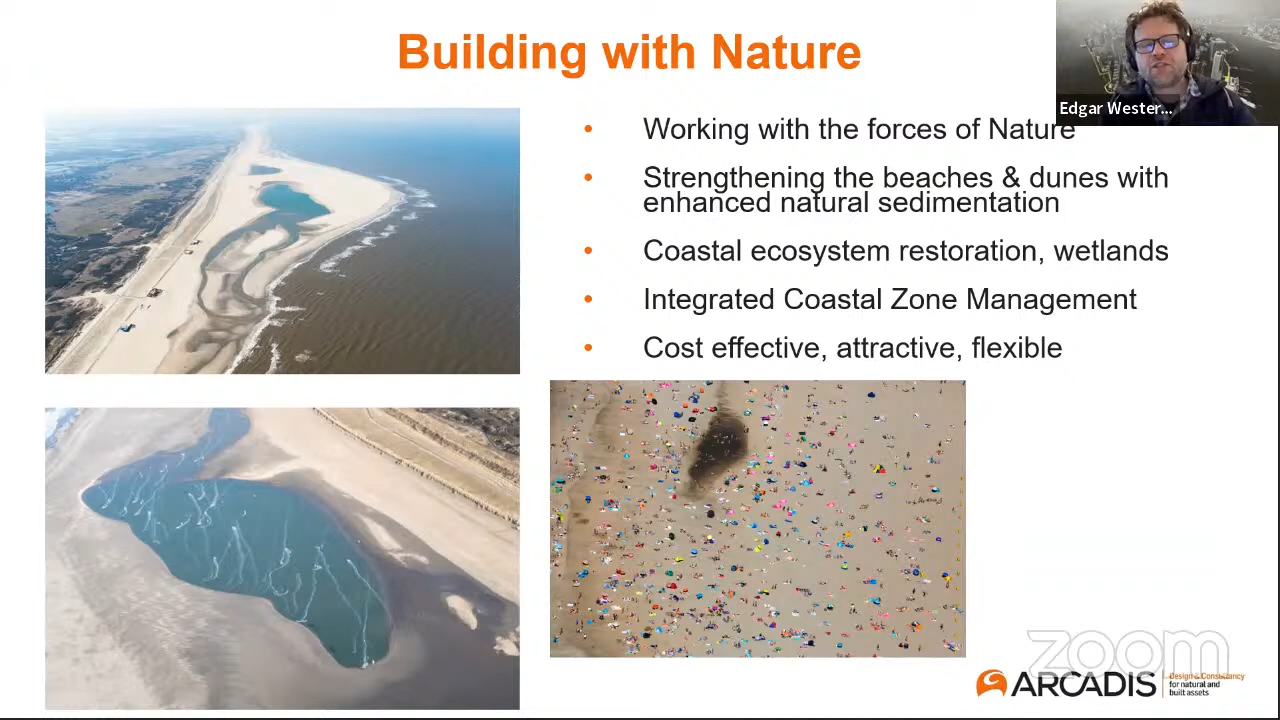 Building with Nature
Edgar Wester...
• Working with the forces of Nature
• Strengthening the beaches & dunes with
enhanced natural sedimentation
• Coastal ecosystem restoration, wetlands
• Integrated Coastal Zone Management
• Cost effective, attractive, flexible
zoom
ARCADIS
Design & Consultancy
for natural and
built assets